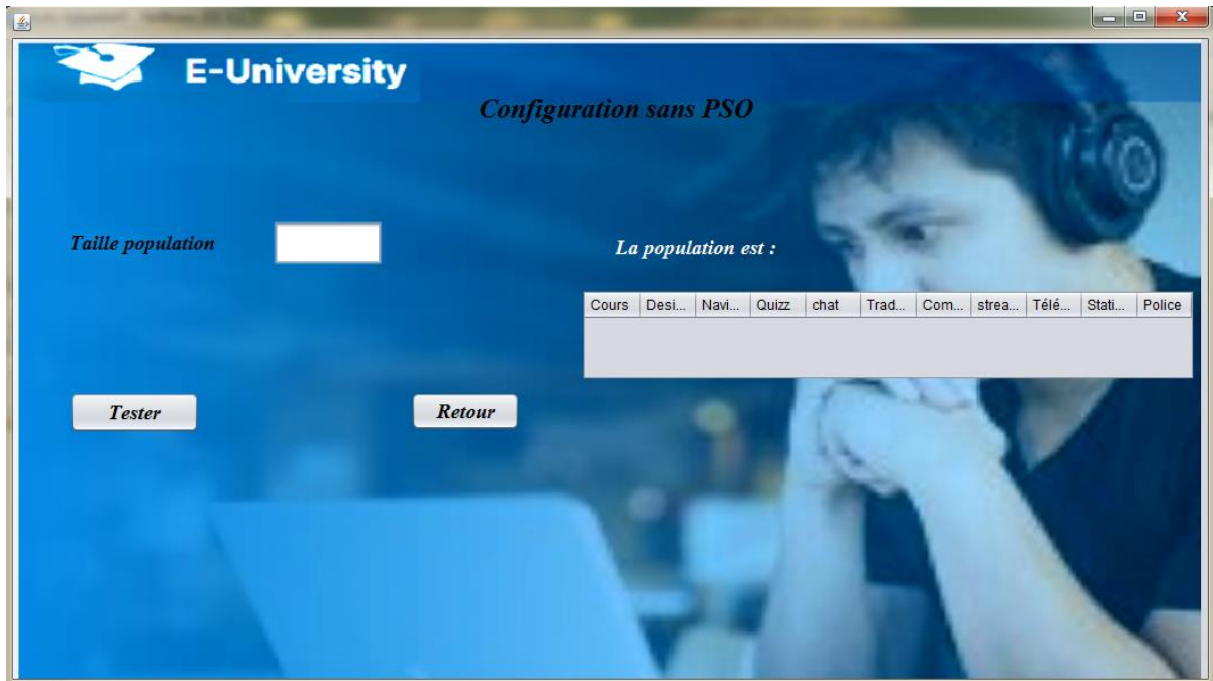 E-University
Configuration sans PSO
Taille population
La population est :
Cours Desi... Navi... Quizz chat Trad... Com... strea... Télé... Stati... Police
Tester
Retour